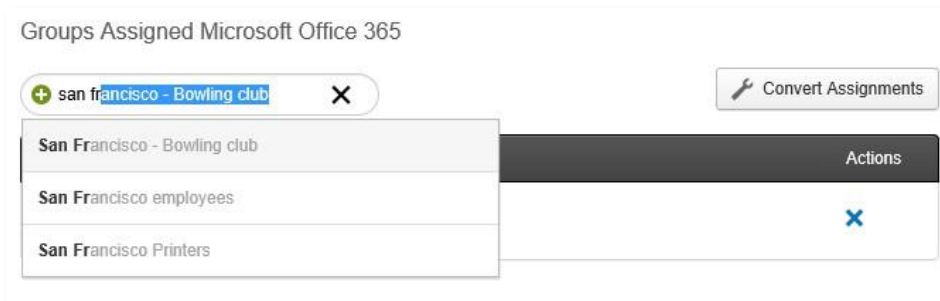 Groups Assigned Microsoft Office 365
san francisco - Bowling club
Convert Assignments
San Francisco - Bowling club
Actions
San Francisco employees
San Francisco Printers